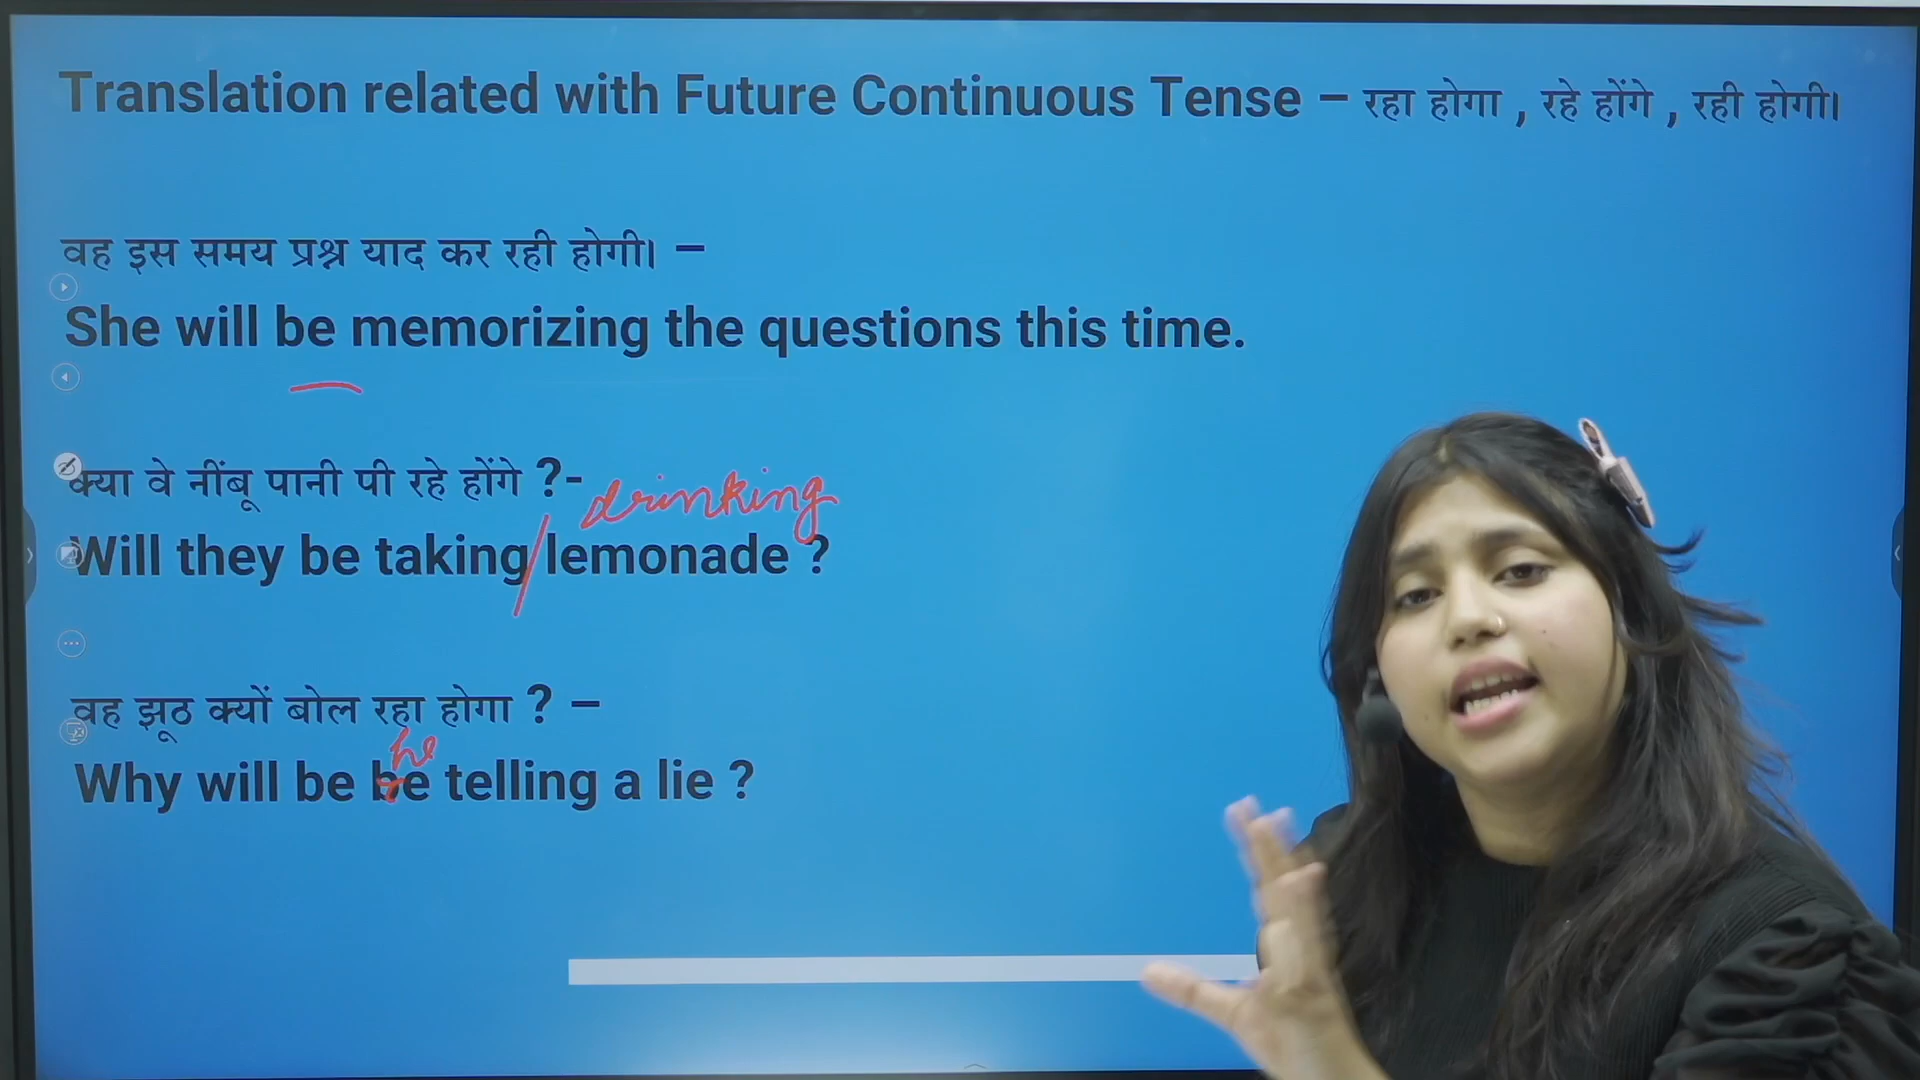 Translation related with Future Continuous Tense – रहा होगा , रहे होंगे , रही होगी।
वह इस समय प्रश्न याद कर रही होगी। –
She will be memorizing the questions this time.
क्या वे नींबू पानी पी रहे होंगे ?-
drinking
Will they be taking/lemonade ?
वह झूठ क्यों बोल रहा होगा ? –
he
Why will be be telling a lie ?